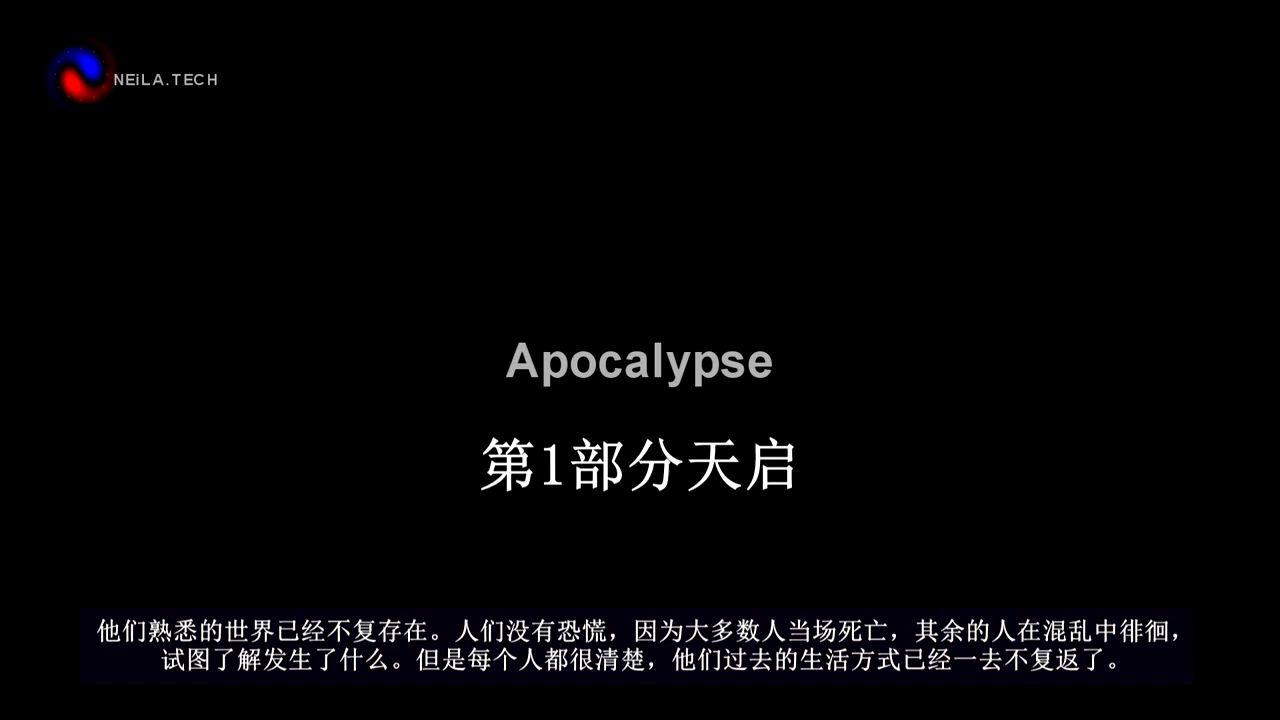 NEiLA.TECH
Apocalypse
第1部分天启
他们熟悉的世界已经不复存在。人们没有恐慌，因为大多数人当场死亡，其余的人在混乱中徘徊，
试图了解发生了什么。但是每个人都很清楚，他们过去的生活方式已经一去不复返了。